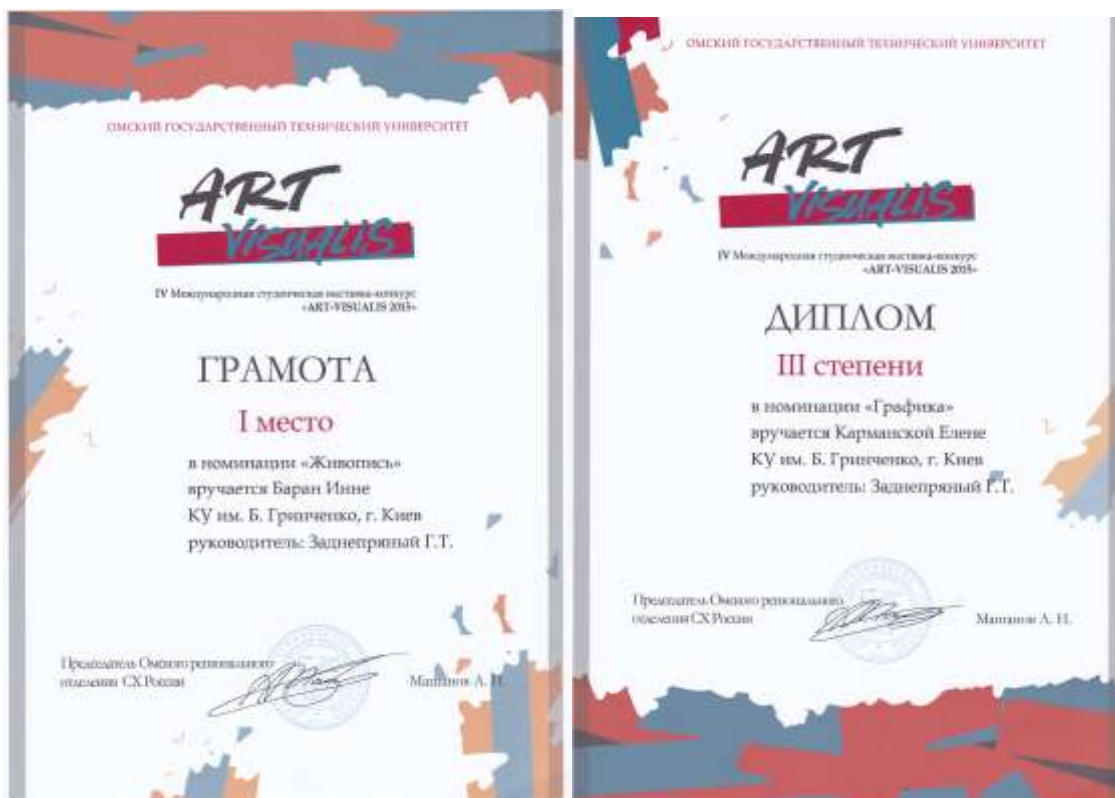 ОМСКИЙ ГОСУДАРСТВЕННЫЙ ТЕХНИЧЕСКИЙ УНИВЕРСИТЕТ
ART
VISUALIS
IV Международная студенческая выставка-конкурс
«ART-VISUALIS 2015»
ГРАМОТА
I место
в номинации «Живопись»
вручается Баран Инне
КУ им. Б. Гринченко, г. Киев
руководитель: Заднепряный Г.Т.
Председатель Омского регионального
отделения СХ России
Машанов А. Н.
ОМСКИЙ ГОСУДАРСТВЕННЫЙ ТЕХНИЧЕСКИЙ УНИВЕРСИТЕТ
ART
VISUALIS
IV Международная студенческая выставка-конкурс
«ART-VISUALIS 2015»
ДИПЛОМ
III степени
в номинации «Графика»
вручается Карманской Елене
КУ им. Б. Гринченко, г. Киев
руководитель: Заднепряный Г.Т.
Председатель Омского регионального
отделения СХ России
Машанов А. Н.